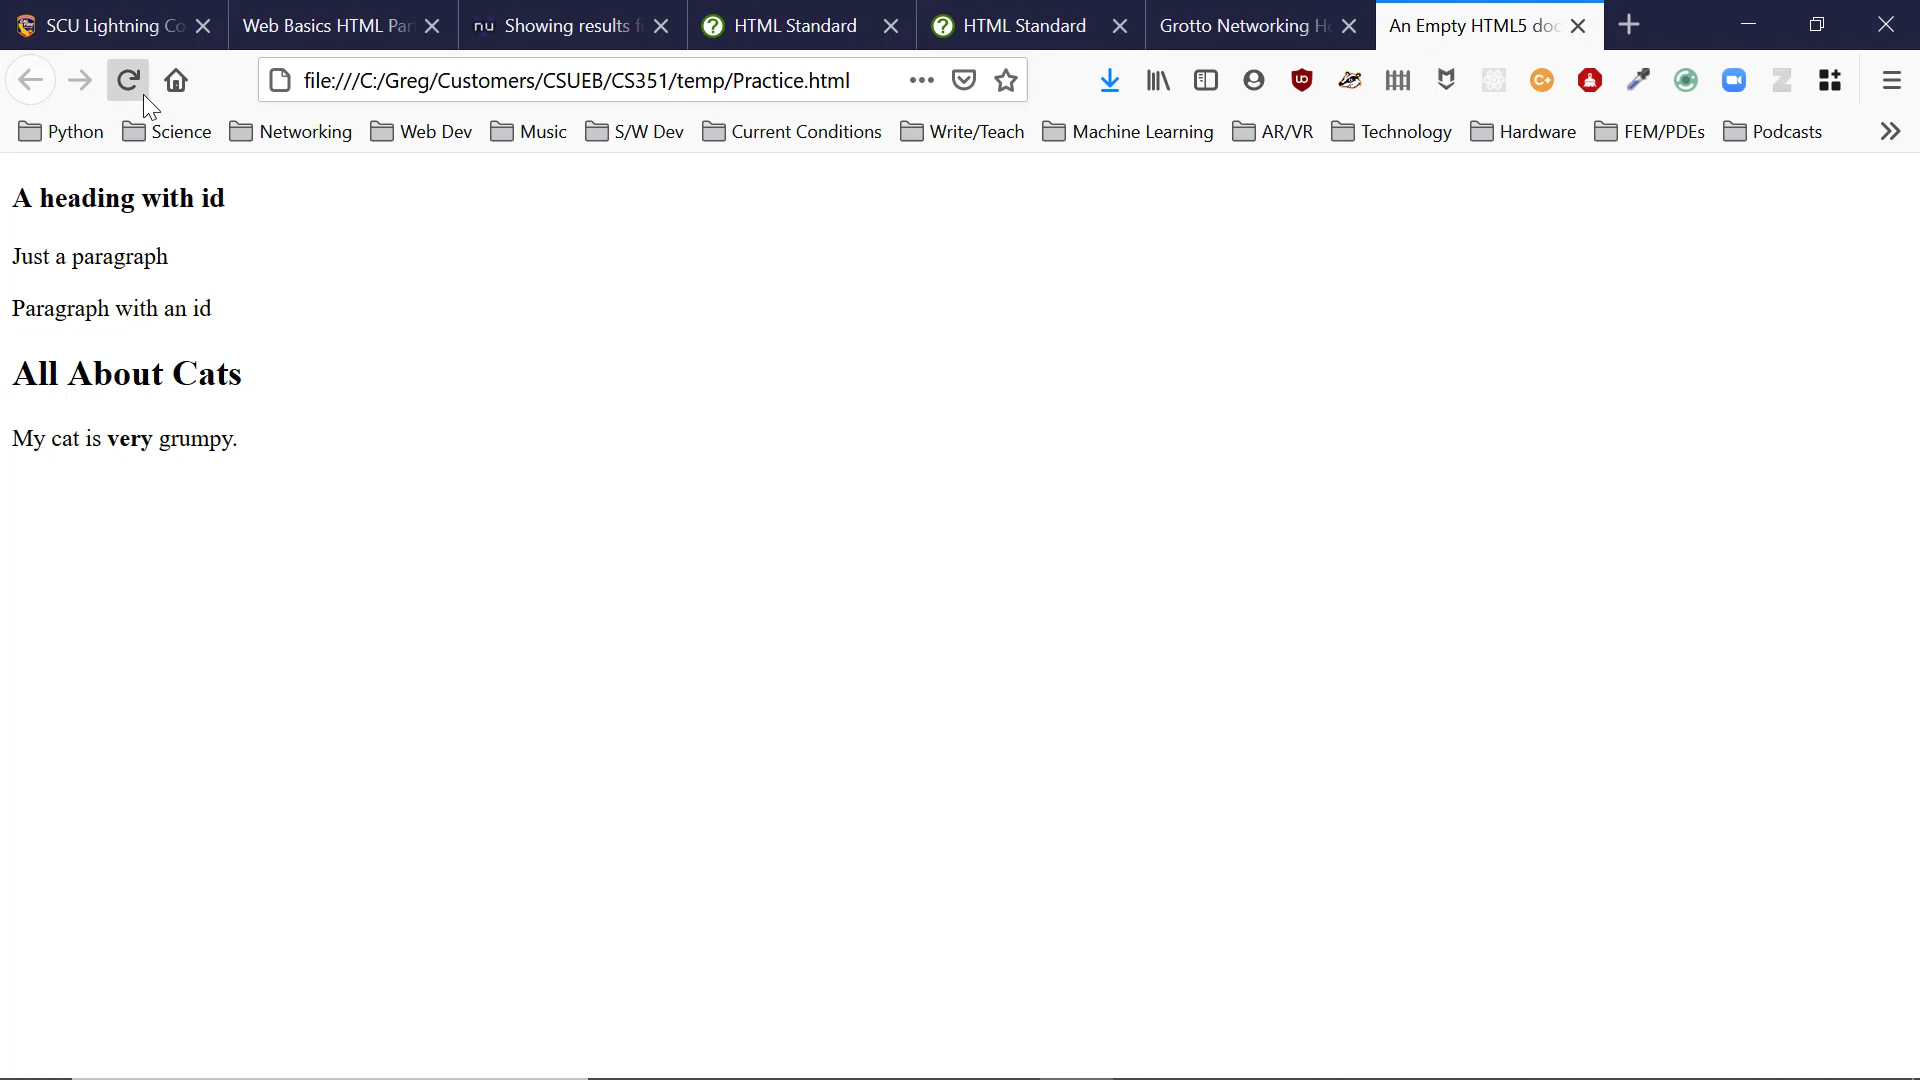 SCU Lightning Co
Web Basics HTML Par
nu Showing results f
HTML Standard
HTML Standard
Grotto Networking H
An Empty HTML5 doc
file:///C:/Greg/Customers/CSUEB/CS351/temp/Practice.html
Python
Science
Networking
Web Dev
Music
S/W Dev
Current Conditions
Write/Teach
Machine Learning
AR/VR
Technology
Hardware
FEM/PDEs
Podcasts
A heading with id
Just a paragraph
Paragraph with an id
All About Cats
My cat is very grumpy.